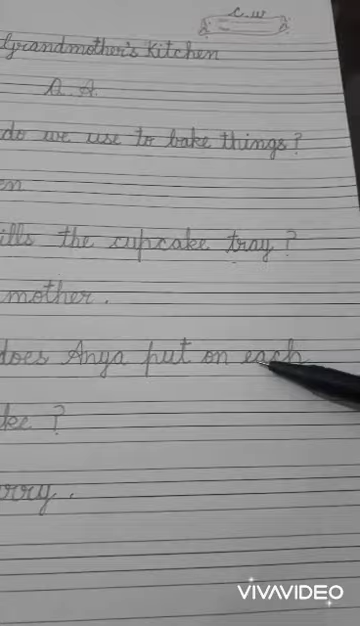 C.W
Grandmother's Kitchen
Q. A.
do we use to bake things?
en
ills the cupcake tray?
mother.
does Anya put on each
ke?
rry.
VIVAVIDEO